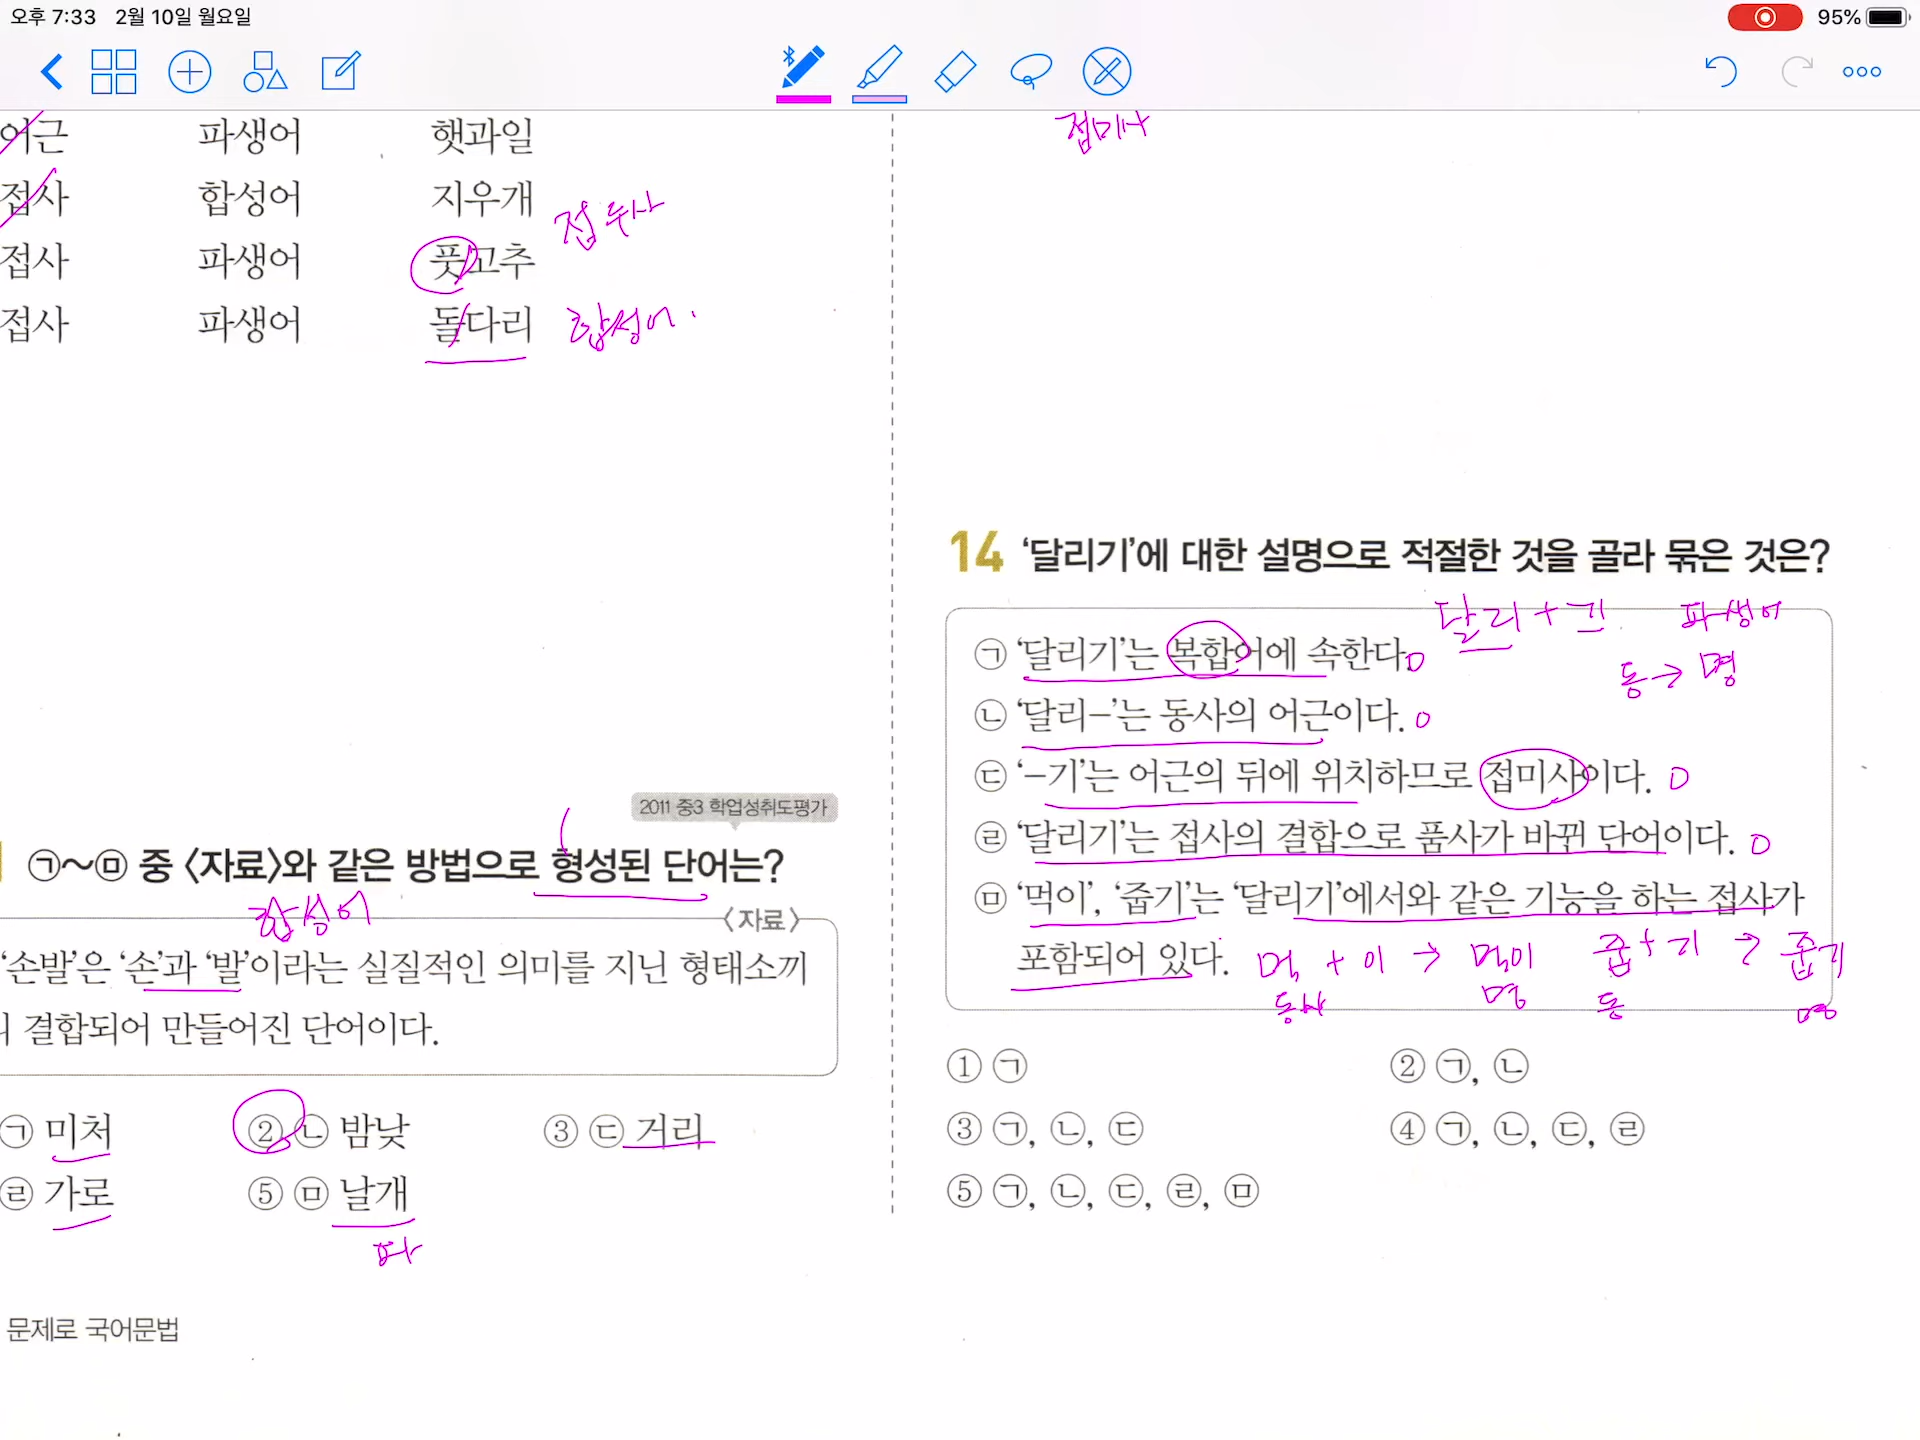 오후 7:33 2월 10일 월요일
95%
어근 파생어 햇과일
접사 합성어 지우개
접두사
접사 파생어 풋고추
접사 파생어 돌다리 합성어.
2011 중3 학업성취도평가
㉠~㉤ 중 <자료>와 같은 방법으로 형성된 단어는?
합성어
<자료>
‘손발’은 ‘손’과 ‘발’이라는 실질적인 의미를 지닌 형태소끼
리 결합되어 만들어진 단어이다.
㉠ 미처 ② ㉡ 밤낮 ③ ㉢ 거리
㉣ 가로 ⑤ ㉤ 날개
파
문제로 국어문법
접미사
14 ‘달리기’에 대한 설명으로 적절한 것을 골라 묶은 것은?
달리 + 기 파생어
㉠ ‘달리기’는 복합어에 속한다. O
동 → 명
㉡ ‘달리-’는 동사의 어근이다. O
㉢ ‘-기’는 어근의 뒤에 위치하므로 접미사이다. O
㉣ ‘달리기’는 접사의 결합으로 품사가 바뀐 단어이다. O
㉤ ‘먹이’, ‘줍기’는 ‘달리기’에서와 같은 기능을 하는 접사가
포함되어 있다. 먹 + 이 → 먹이 줍 + 기 → 줍기
동사 명 동 명
① ㉠ ② ㉠, ㉡
③ ㉠, ㉡, ㉢ ④ ㉠, ㉡, ㉢, ㉣
⑤ ㉠, ㉡, ㉢, ㉣, ㉤